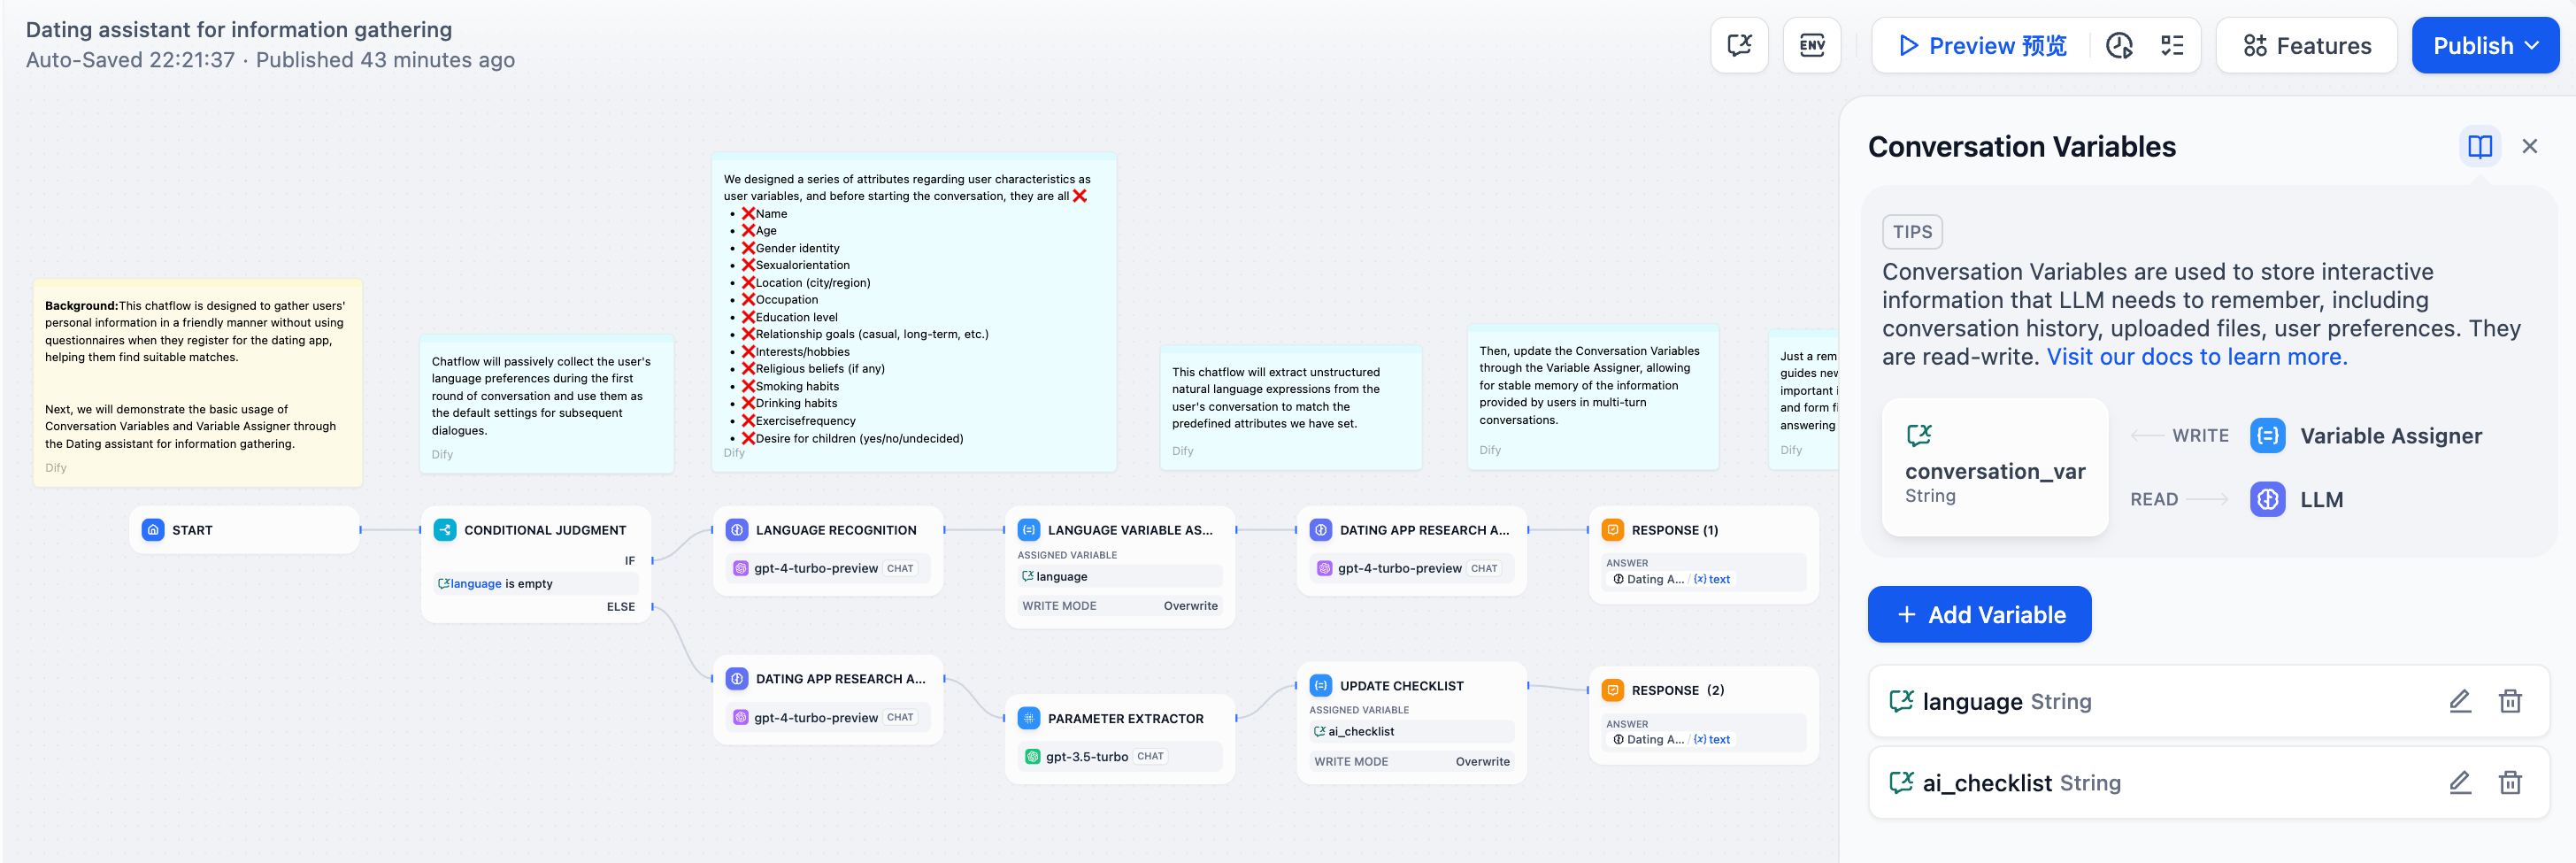 Dating assistant for information gathering
Auto-Saved 22:21:37 · Published 43 minutes ago
ENV
Preview 预览
Features
Publish
Background:This chatflow is designed to gather users'
personal information in a friendly manner without using
questionnaires when they register for the dating app,
helping them find suitable matches.
Next, we will demonstrate the basic usage of
Conversation Variables and Variable Assigner through
the Dating assistant for information gathering.
Dify
Chatflow will passively collect the user's
language preferences during the first
round of conversation and use them as
the default settings for subsequent
dialogues.
Dify
We designed a series of attributes regarding user characteristics as
user variables, and before starting the conversation, they are all ❌
• ❌Name
• ❌Age
• ❌Gender identity
• ❌Sexualorientation
• ❌Location (city/region)
• ❌Occupation
• ❌Education level
• ❌Relationship goals (casual, long-term, etc.)
• ❌Interests/hobbies
• ❌Religious beliefs (if any)
• ❌Smoking habits
• ❌Drinking habits
• ❌Exercisefrequency
• ❌Desire for children (yes/no/undecided)
Dify
This chatflow will extract unstructured
natural language expressions from the
user's conversation to match the
predefined attributes we have set.
Dify
Then, update the Conversation Variables
through the Variable Assigner, allowing
for stable memory of the information
provided by users in multi-turn
conversations.
Dify
Just a rem
guides nev
important i
and form fi
answering
Dify
START
CONDITIONAL JUDGMENT
IF
language is empty
ELSE
LANGUAGE RECOGNITION
gpt-4-turbo-preview CHAT
LANGUAGE VARIABLE AS...
ASSIGNED VARIABLE
language
WRITE MODE Overwrite
DATING APP RESEARCH A...
gpt-4-turbo-preview CHAT
RESPONSE (1)
ANSWER
Dating A... / (x) text
DATING APP RESEARCH A...
gpt-4-turbo-preview CHAT
PARAMETER EXTRACTOR
gpt-3.5-turbo CHAT
UPDATE CHECKLIST
ASSIGNED VARIABLE
ai_checklist
WRITE MODE Overwrite
RESPONSE (2)
ANSWER
Dating A... / (x) text
Conversation Variables
TIPS
Conversation Variables are used to store interactive
information that LLM needs to remember, including
conversation history, uploaded files, user preferences. They
are read-write. Visit our docs to learn more.
conversation_var
String
WRITE
Variable Assigner
READ
LLM
+ Add Variable
language String
ai_checklist String